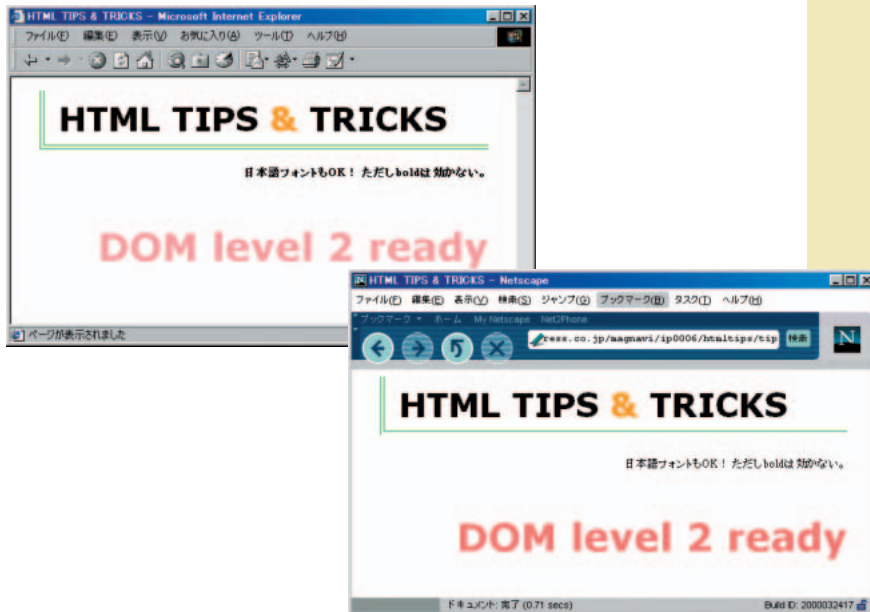 HTML TIPS & TRICKS - Microsoft Internet Explorer
ファイル(F) 編集(E) 表示(V) お気に入り(A) ツール(T) ヘルプ(H)
HTML TIPS & TRICKS
日本語フォントもOK! ただしboldは効かない。
DOM level 2 ready
ページが表示されました
HTML TIPS & TRICKS - Netscape
ファイル(F) 編集(E) 表示(V) 検索(S) ジャンプ(G) ブックマーク(B) タスク(T) ヘルプ(H)
ブックマーク ホーム My Netscape Net2Phone
ress.co.jp/magnavi/ip0006/htmltips/tip 検索 N
HTML TIPS & TRICKS
日本語フォントもOK! ただしboldは効かない。
DOM level 2 ready
ドキュメント: 完了 (0.71 secs) Build ID: 2000032417